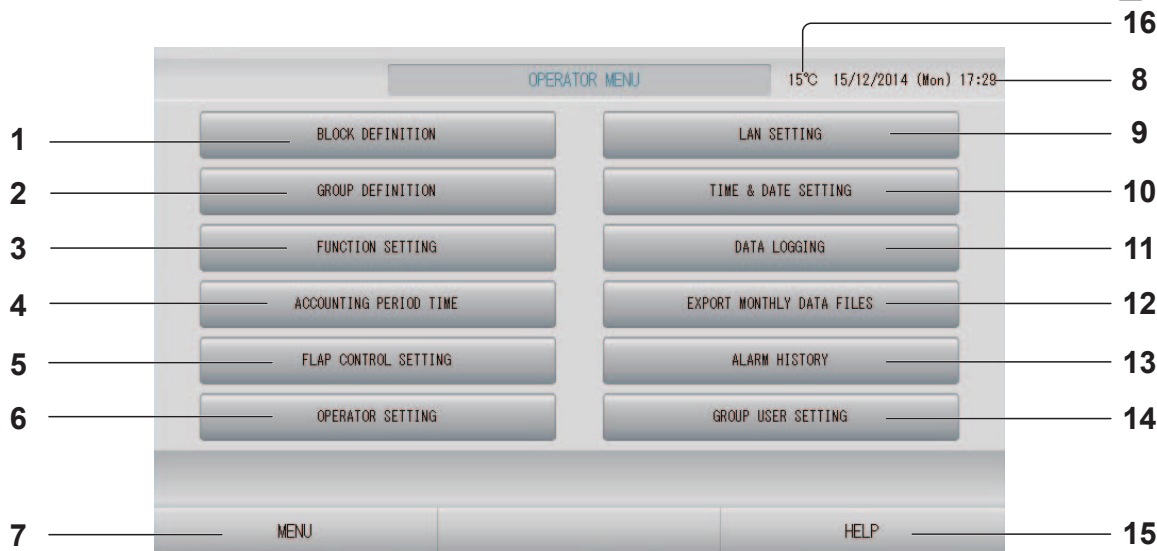 16
OPERATOR MENU 15℃ 15/12/2014 (Mon) 17:29 8
1 BLOCK DEFINITION LAN SETTING 9
2 GROUP DEFINITION TIME & DATE SETTING 10
3 FUNCTION SETTING DATA LOGGING 11
4 ACCOUNTING PERIOD TIME EXPORT MONTHLY DATA FILES 12
5 FLAP CONTROL SETTING ALARM HISTORY 13
6 OPERATOR SETTING GROUP USER SETTING 14
7 MENU HELP 15